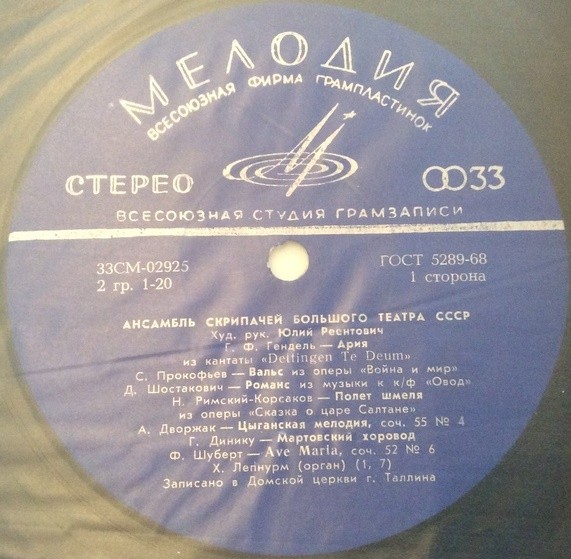 МЕЛОДИЯ
ВСЕСОЮЗНАЯ ФИРМА ГРАМПЛАСТИНОК
СТЕРЕО
33
ВСЕСОЮЗНАЯ СТУДИЯ ГРАМЗАПИСИ
33СМ-02925
ГОСТ 5289-68
2 гр. 1-20
1 сторона
АНСАМБЛЬ СКРИПАЧЕЙ БОЛЬШОГО ТЕАТРА СССР
Худ. рук. Юлий Реентович
Г. Ф. Гендель — Ария
из кантаты «Dettingen Te Deum»
С. Прокофьев — Вальс из оперы «Война и мир»
Д. Шостакович — Романс из музыки к к/ф «Овод»
Н. Римский-Корсаков — Полет шмеля
из оперы «Сказка о царе Салтане»
А. Дворжак — Цыганская мелодия, соч. 55 № 4
Г. Динику — Мартовский хоровод
Ф. Шуберт — Ave Maria, соч. 52 № 6
Х. Лепнурм (орган) (1, 7)
Записано в Домской церкви г. Таллина